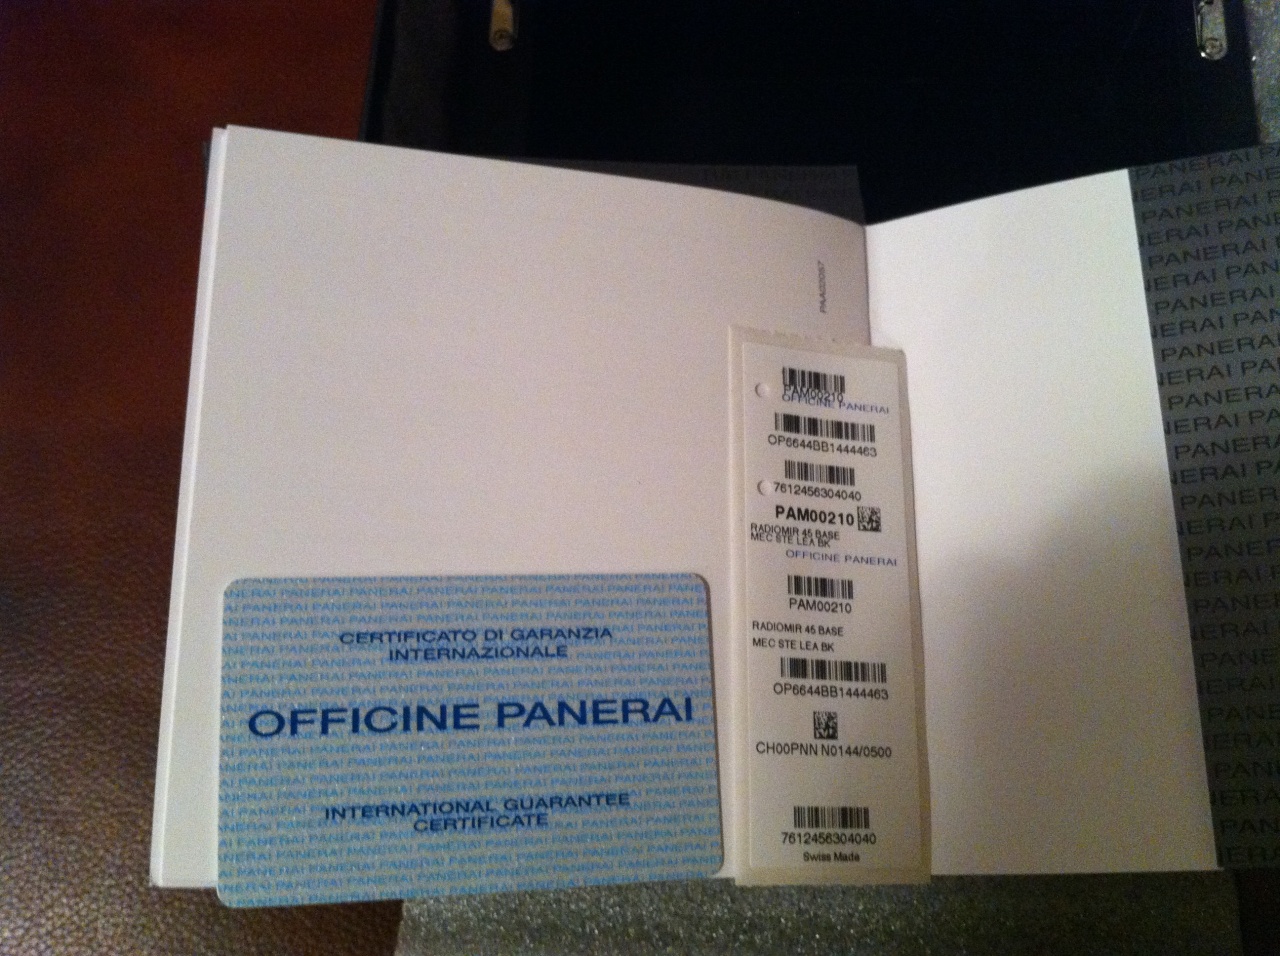 PAA02057
PAM00210
OFFICINE PANERAI
OP6644BB1444463
7612456304040
PAM00210
RADIOMIR 45 BASE
MEC STE LEA BK
OFFICINE PANERAI
PAM00210
RADIOMIR 45 BASE
MEC STE LEA BK
OP6644BB1444463
CH00PNN N0144/0500
7612456304040
Swiss Made
CERTIFICATO DI GARANZIA
INTERNAZIONALE
OFFICINE PANERAI
INTERNATIONAL GUARANTEE
CERTIFICATE
PANERAI PANERAI